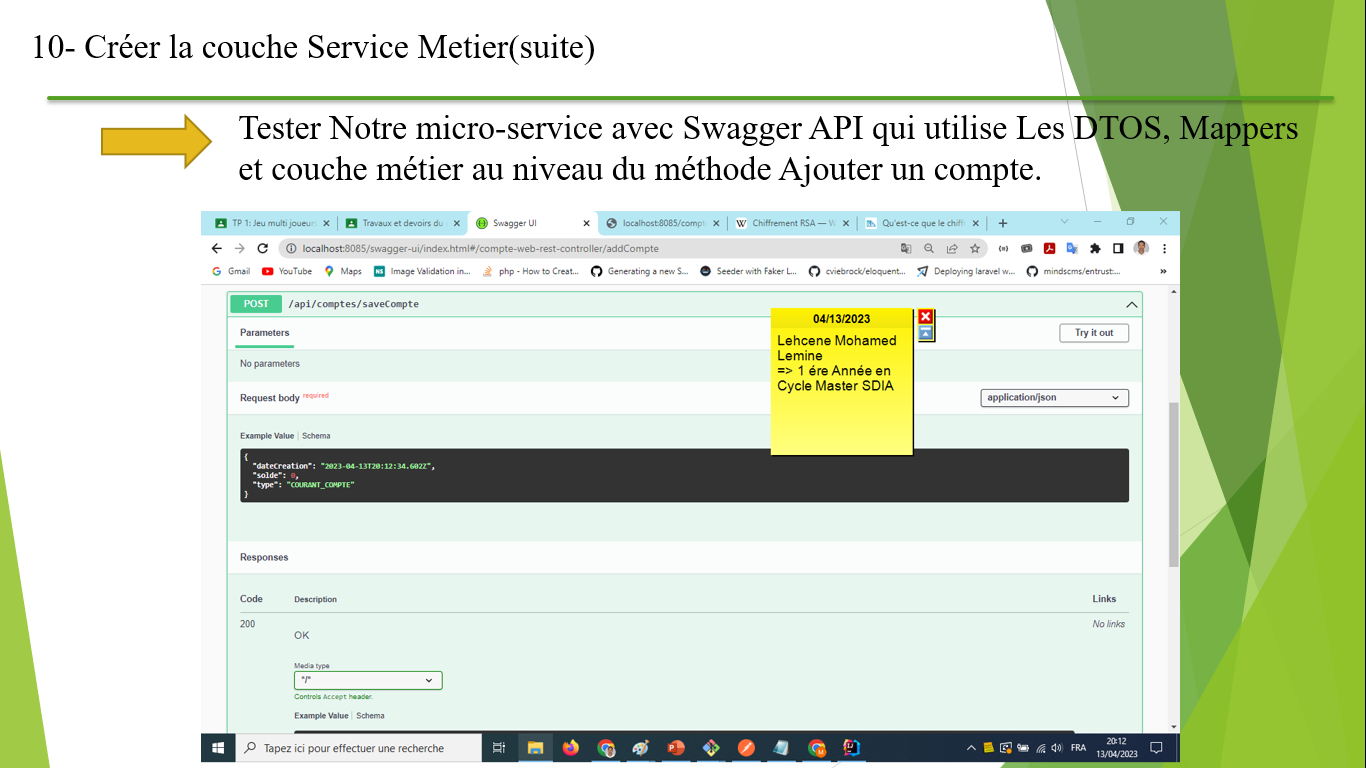 10- Créer la couche Service Metier(suite)
Tester Notre micro-service avec Swagger API qui utilise Les DTOS, Mappers
et couche métier au niveau du méthode Ajouter un compte.
TP 1: Jeu multi joueurs
Travaux et devoirs du
Swagger UI
localhost:8085/compt
Chiffrement RSA — W
Qu'est-ce que le chiff
localhost:8085/swagger-ui/index.html#/compte-web-rest-controller/addCompte
Gmail
YouTube
Maps
Image Validation in...
php - How to Creat...
Generating a new S...
Seeder with Faker L...
cviebrock/eloquent...
Deploying laravel w...
mindscms/entrust:...
»
POST /api/comptes/saveCompte
04/13/2023
Lehcene Mohamed
Lemine
=> 1 ére Année en
Cycle Master SDIA
Parameters
Try it out
No parameters
Request body required
application/json
Example Value | Schema
{
"dateCreation": "2023-04-13T20:12:34.602Z",
"solde": 0,
"type": "COURANT_COMPTE"
}
Responses
Code Description Links
200 No links
OK
Media type
"/"
Controls Accept header.
Example Value | Schema
Tapez ici pour effectuer une recherche
FRA
20:12
13/04/2023